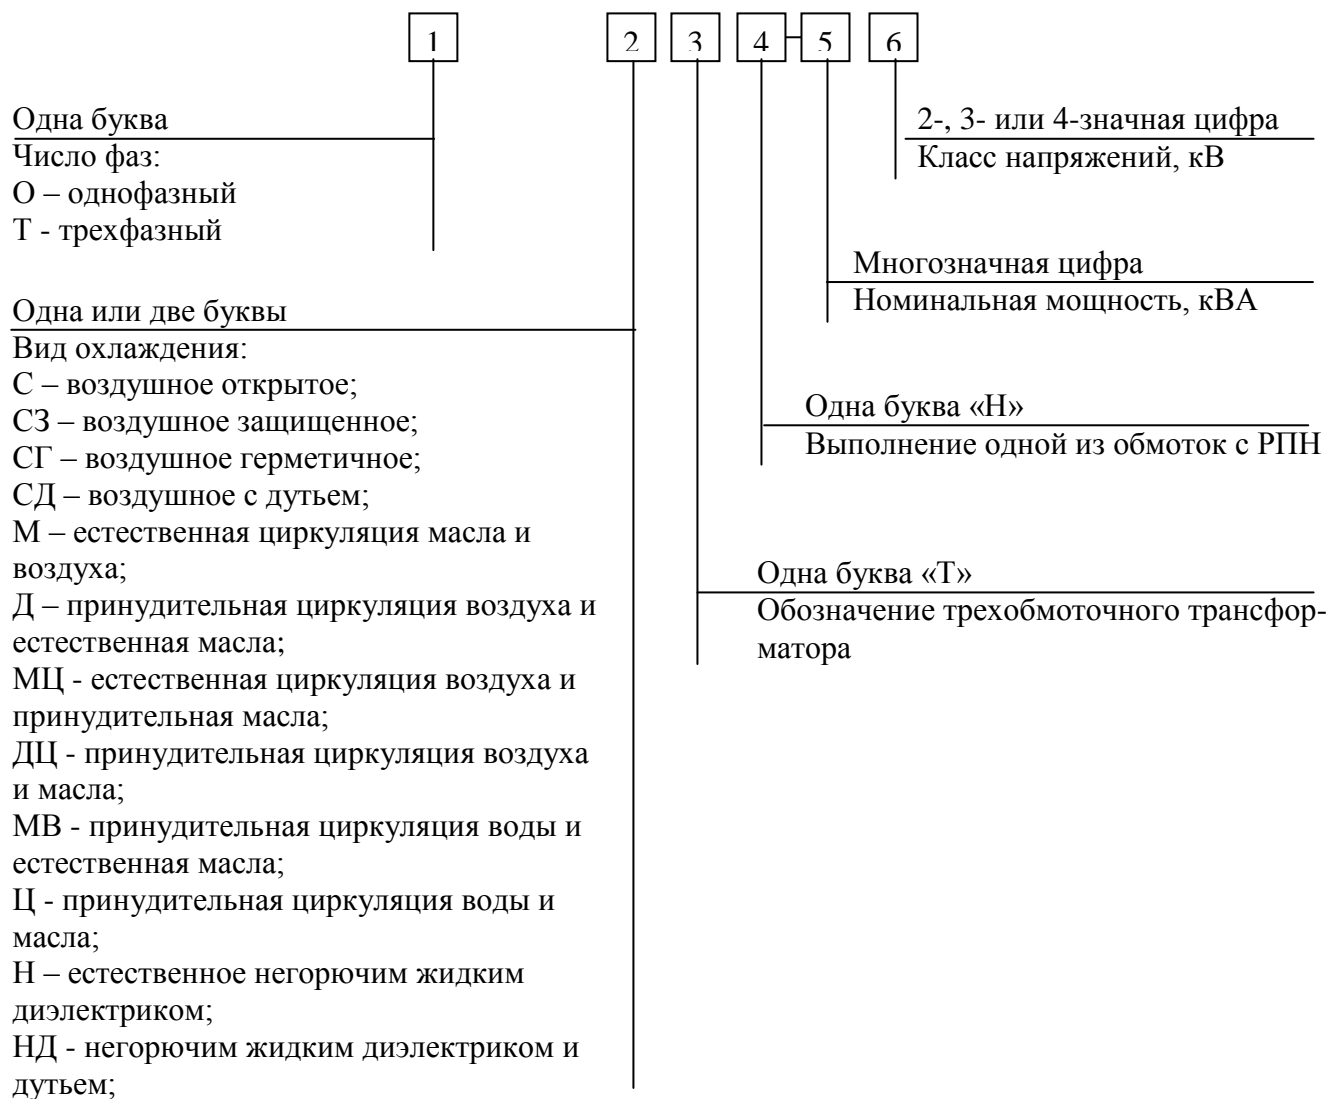 1 2 3 4 - 5 6
Одна буква
Число фаз:
О – однофазный
Т - трехфазный
Одна или две буквы
Вид охлаждения:
С – воздушное открытое;
СЗ – воздушное защищенное;
СГ – воздушное герметичное;
СД – воздушное с дутьем;
М – естественная циркуляция масла и
воздуха;
Д – принудительная циркуляция воздуха и
естественная масла;
МЦ - естественная циркуляция воздуха и
принудительная масла;
ДЦ - принудительная циркуляция воздуха
и масла;
МВ - принудительная циркуляция воды и
естественная масла;
Ц - принудительная циркуляция воды и
масла;
Н – естественное негорючим жидким
диэлектриком;
НД - негорючим жидким диэлектриком и
дутьем;
2-, 3- или 4-значная цифра
Класс напряжений, кВ
Многозначная цифра
Номинальная мощность, кВА
Одна буква «Н»
Выполнение одной из обмоток с РПН
Одна буква «Т»
Обозначение трехобмоточного трансфор-
матора